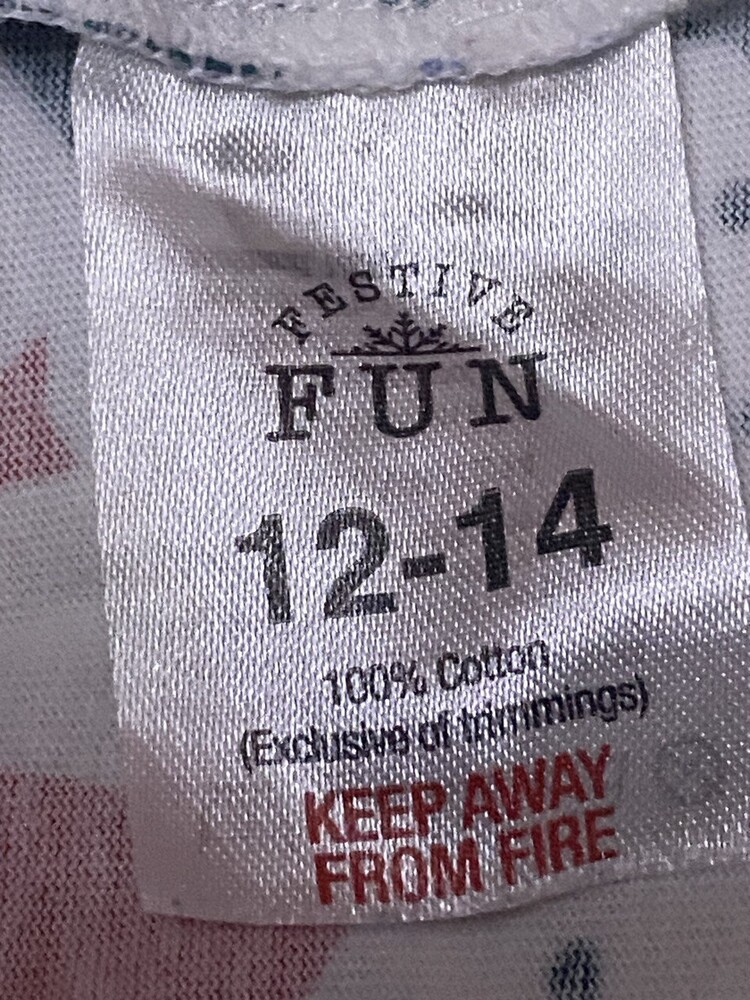 FESTIVE
FUN
12-14
100% Cotton
(Exclusive of trimmings)
KEEP AWAY
FROM FIRE